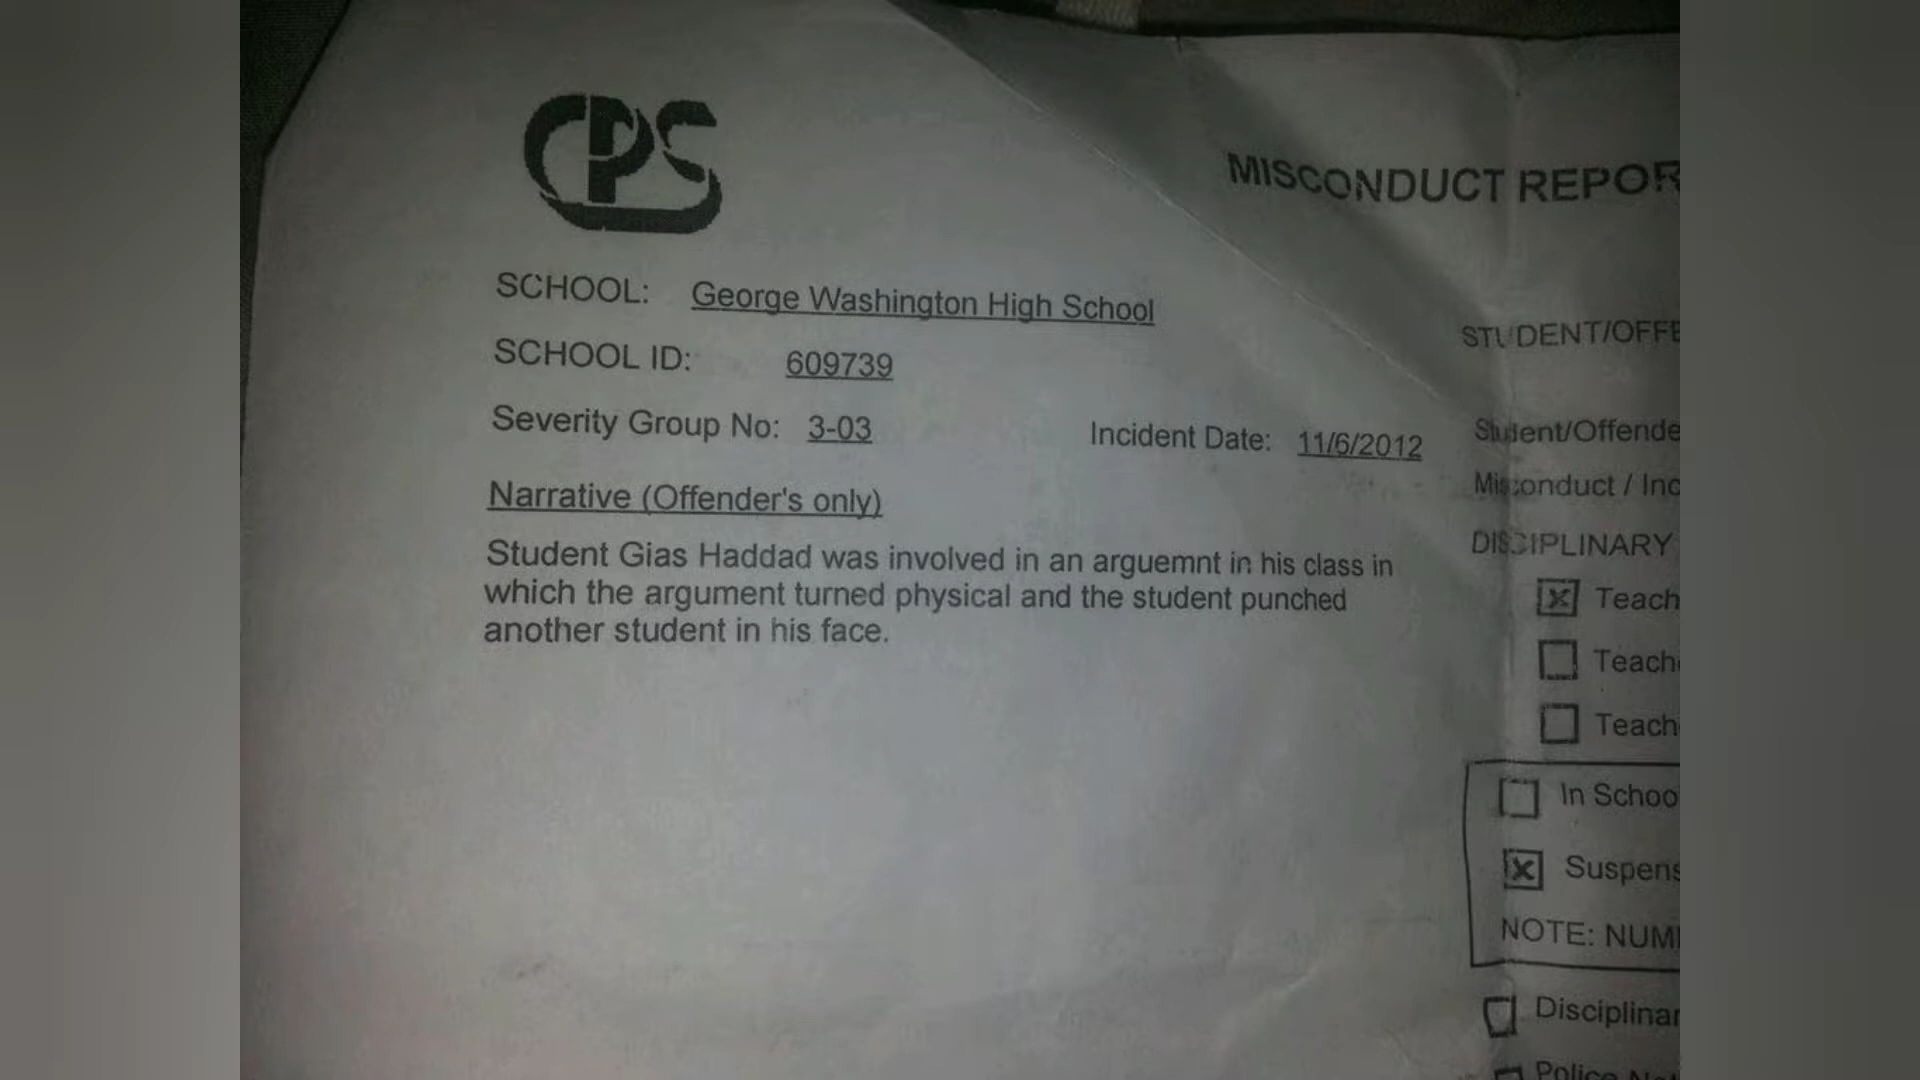 CPS
MISCONDUCT REPOR
SCHOOL: George Washington High School
SCHOOL ID: 609739
Severity Group No: 3-03
Incident Date: 11/6/2012
Narrative (Offender's only)
Student Gias Haddad was involved in an arguemnt in his class in
which the argument turned physical and the student punched
another student in his face.
STUDENT/OFFE
Student/Offende
Misconduct / Inc
DISCIPLINARY
Teach
Teach
Teach
In Schoo
Suspens
NOTE: NUM
Disciplinar
Police